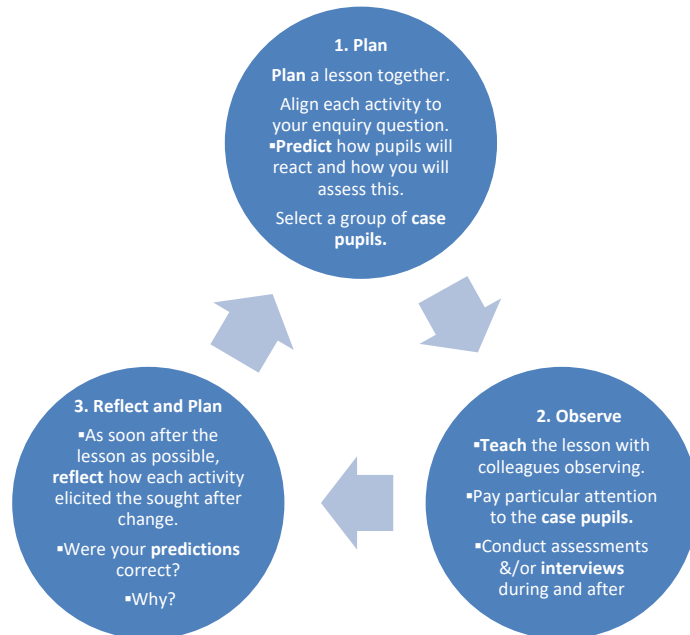 1. Plan
Plan a lesson together.
Align each activity to
your enquiry question.
▪Predict how pupils will
react and how you will
assess this.
Select a group of case
pupils.
2. Observe
▪Teach the lesson with
colleagues observing.
▪Pay particular attention
to the case pupils.
▪Conduct assessments
&/or interviews
during and after
3. Reflect and Plan
▪As soon after the
lesson as possible,
reflect how each activity
elicited the sought after
change.
▪Were your predictions
correct?
▪Why?